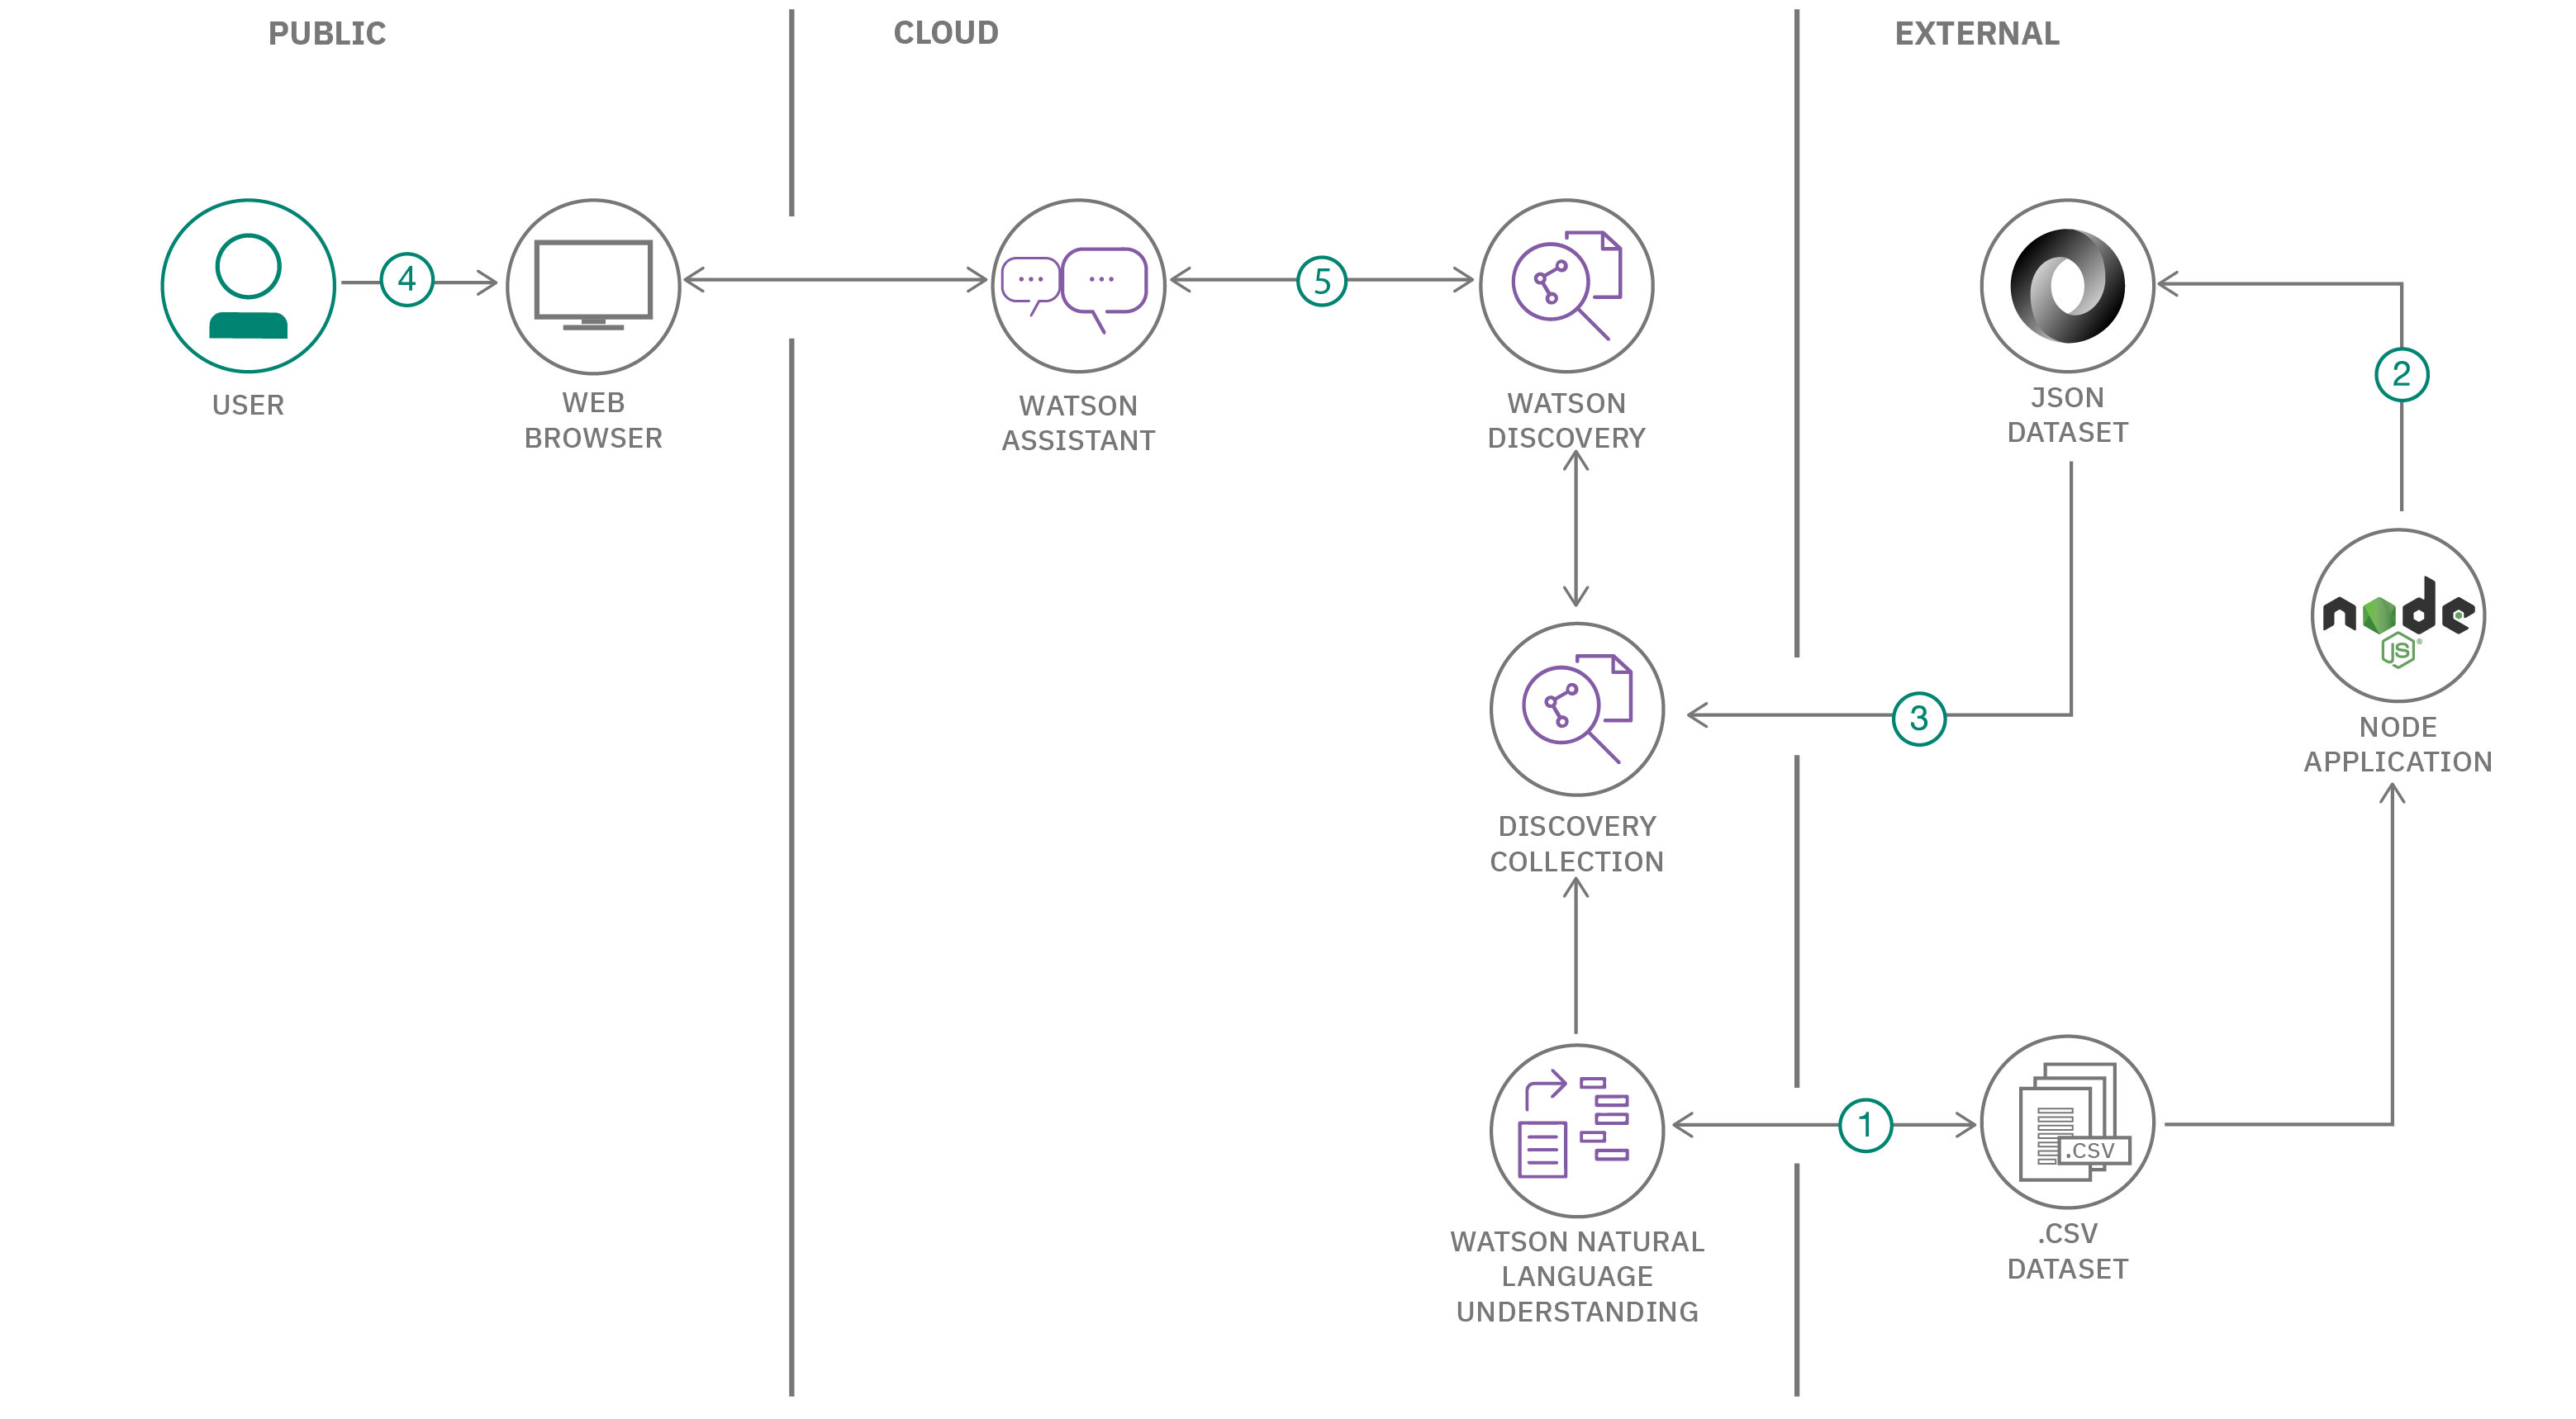 PUBLIC
CLOUD
EXTERNAL
4
5
2
USER
WEB
BROWSER
WATSON
ASSISTANT
WATSON
DISCOVERY
JSON
DATASET
node
JS
®
3
NODE
APPLICATION
DISCOVERY
COLLECTION
1
.CSV
.CSV
DATASET
WATSON NATURAL
LANGUAGE
UNDERSTANDING